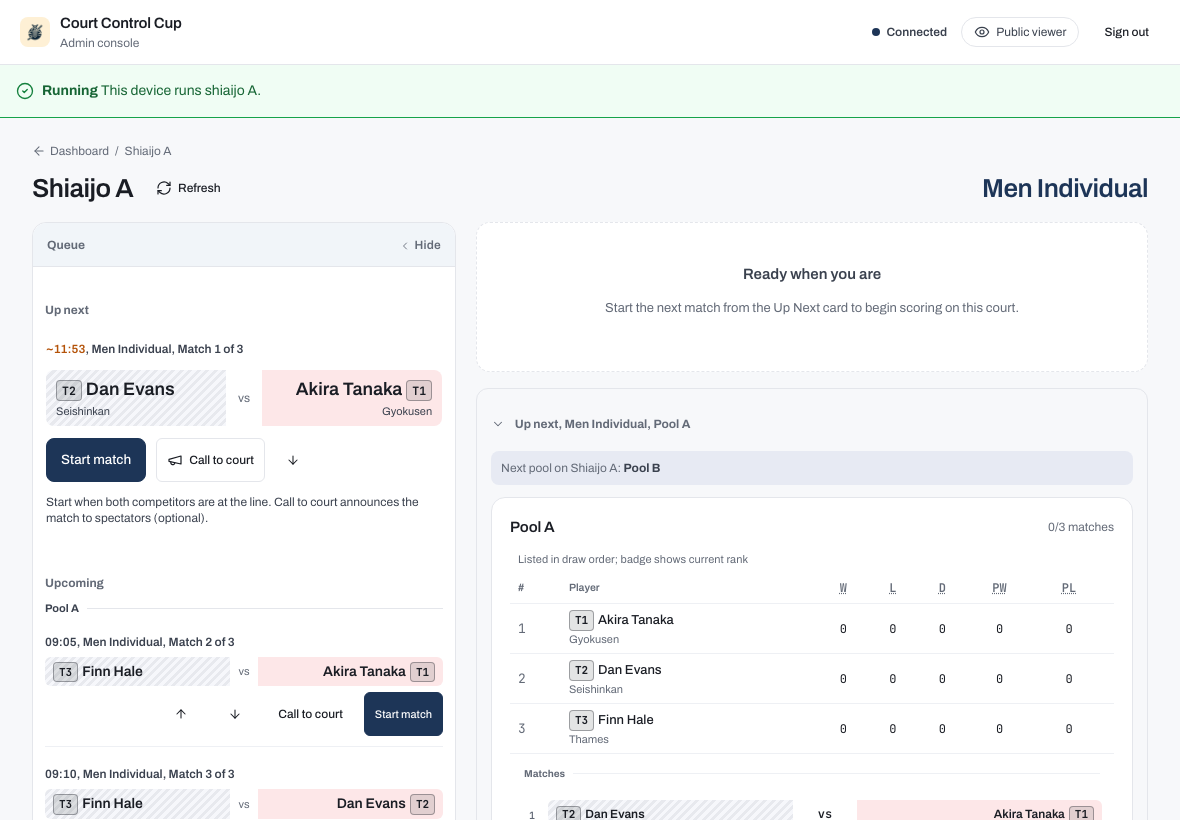 Court Control Cup
Admin console
Connected
Public viewer
Sign out
Running This device runs shiaijo A.
Dashboard / Shiaijo A
Shiaijo A
Refresh
Men Individual
Queue
Hide
Up next
~11:53, Men Individual, Match 1 of 3
T2 Dan Evans
Seishinkan
vs
Akira Tanaka T1
Gyokusen
Start match
Call to court
Start when both competitors are at the line. Call to court announces the
match to spectators (optional).
Upcoming
Pool A
09:05, Men Individual, Match 2 of 3
T3 Finn Hale vs Akira Tanaka T1
Call to court
Start match
09:10, Men Individual, Match 3 of 3
T3 Finn Hale vs Dan Evans T2
Ready when you are
Start the next match from the Up Next card to begin scoring on this court.
Up next, Men Individual, Pool A
Next pool on Shiaijo A: Pool B
Pool A
0/3 matches
Listed in draw order; badge shows current rank
# Player W L D PW PL
1 T1 Akira Tanaka 0 0 0 0 0
Gyokusen
2 T2 Dan Evans 0 0 0 0 0
Seishinkan
3 T3 Finn Hale 0 0 0 0 0
Thames
Matches
1 T2 Dan Evans vs Akira Tanaka T1